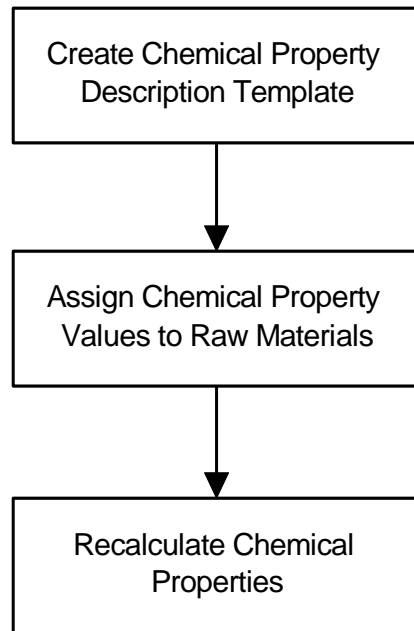 Create Chemical Property
Description Template
Assign Chemical Property
Values to Raw Materials
Recalculate Chemical
Properties